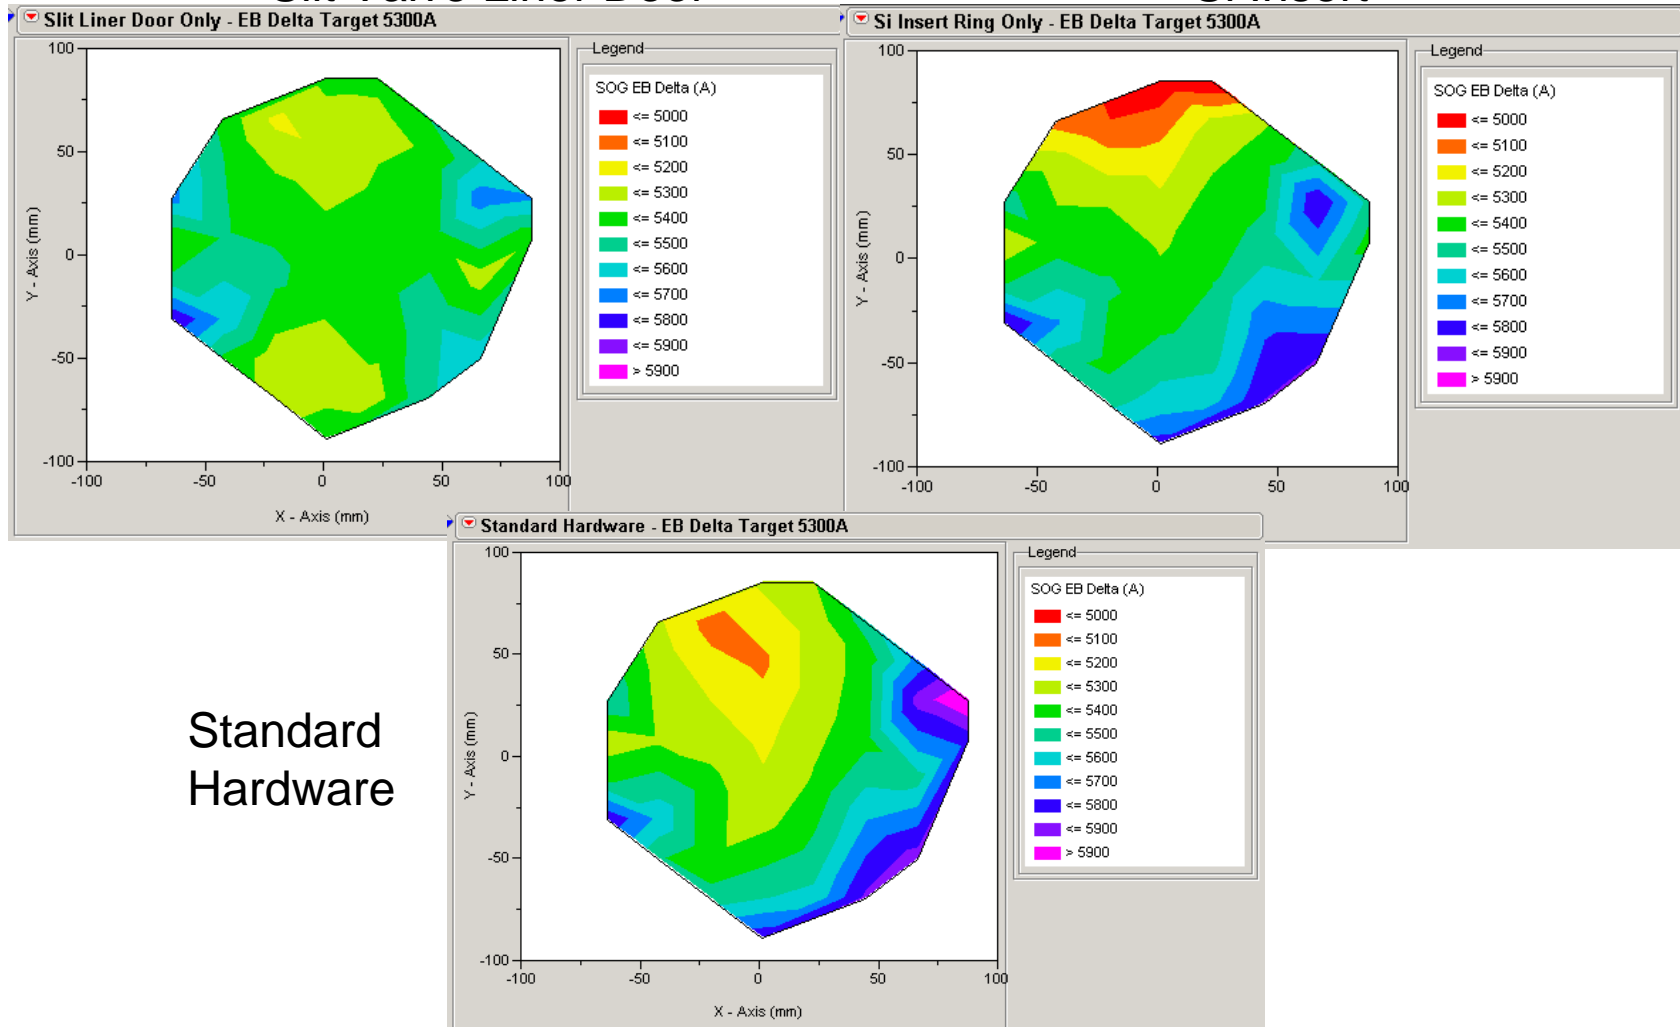 Slit Liner Door Only - EB Delta Target 5300A
Legend
SOG EB Delta (A)
<= 5000
<= 5100
<= 5200
<= 5300
<= 5400
<= 5500
<= 5600
<= 5700
<= 5800
<= 5900
> 5900
100
50
0
-50
-100
Y - Axis (mm)
-100 -50 0 50 100
X - Axis (mm)
Si Insert Ring Only - EB Delta Target 5300A
Legend
SOG EB Delta (A)
<= 5000
<= 5100
<= 5200
<= 5300
<= 5400
<= 5500
<= 5600
<= 5700
<= 5800
<= 5900
> 5900
100
50
0
-50
-100
Y - Axis (mm)
-100 -50 0 50 100
Standard Hardware - EB Delta Target 5300A
Legend
SOG EB Delta (A)
<= 5000
<= 5100
<= 5200
<= 5300
<= 5400
<= 5500
<= 5600
<= 5700
<= 5800
<= 5900
> 5900
100
50
0
-50
-100
Y - Axis (mm)
-100 -50 0 50 100
X - Axis (mm)
Standard
Hardware